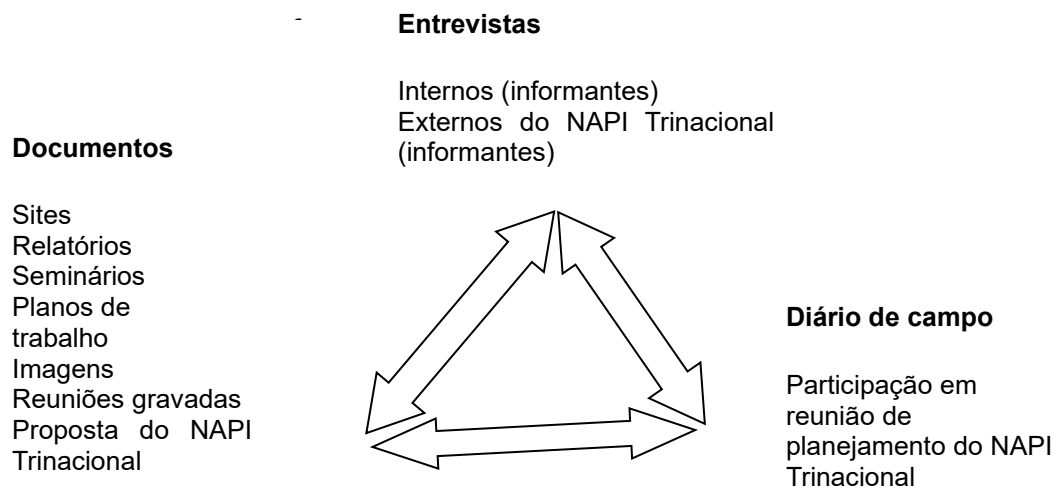 Entrevistas
Internos (informantes)
Externos do NAPI Trinacional
(informantes)
Documentos
Sites
Relatórios
Seminários
Planos de
trabalho
Imagens
Reuniões gravadas
Proposta do NAPI
Trinacional
Diário de campo
Participação em
reunião de
planejamento do NAPI
Trinacional